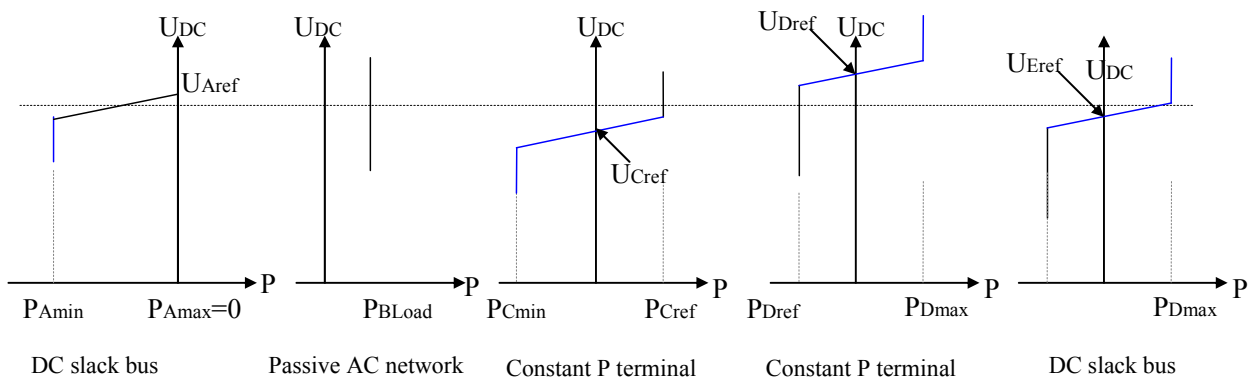 UDC
UAref
P
PAmin
PAmax=0
DC slack bus
UDC
P
PBLoad
Passive AC network
UDC
UCref
P
PCmin
PCref
Constant P terminal
UDref
UDC
P
PDref
PDmax
Constant P terminal
UEref
UDC
P
PDmax
DC slack bus